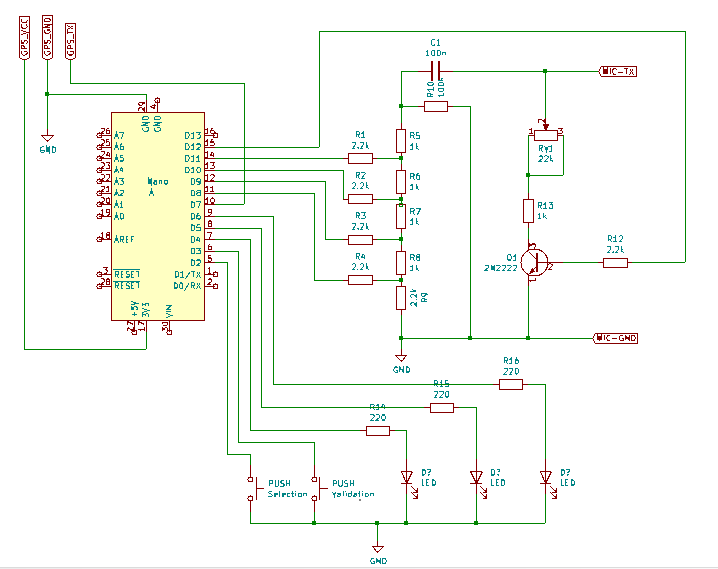 GPS_VCC
GPS_GND
GPS_TX
GND
29
GND
4
GND
26 A7
25 A6
24 A5
23 A4
22 A3
21 A2
20 A1
19 A0
18 AREF
3 RESET
28 RESET
Nano
A
D13 16
D12 15
D11 14
D10 13
D9 12
D8 11
D7 10
D6 9
D5 8
D4 7
D3 6
D2 5
D1/TX 1
D0/RX 2
+5V
3V3
VIN
27
17
30
C1
100n
R10
100k
MIC-TX
R1
2.2k
R2
2.2k
R3
2.2k
R4
2.2k
R5
1k
R6
1k
R7
1k
R8
1k
2.2k
R9
GND
1
2
3
RV1
22k
R13
1k
Q1
2N2222
3
2
1
R12
2.2k
MIC-GND
R16
220
R15
220
R14
220
PUSH
Selection
PUSH
Validation
D?
LED
D?
LED
D?
LED
GND